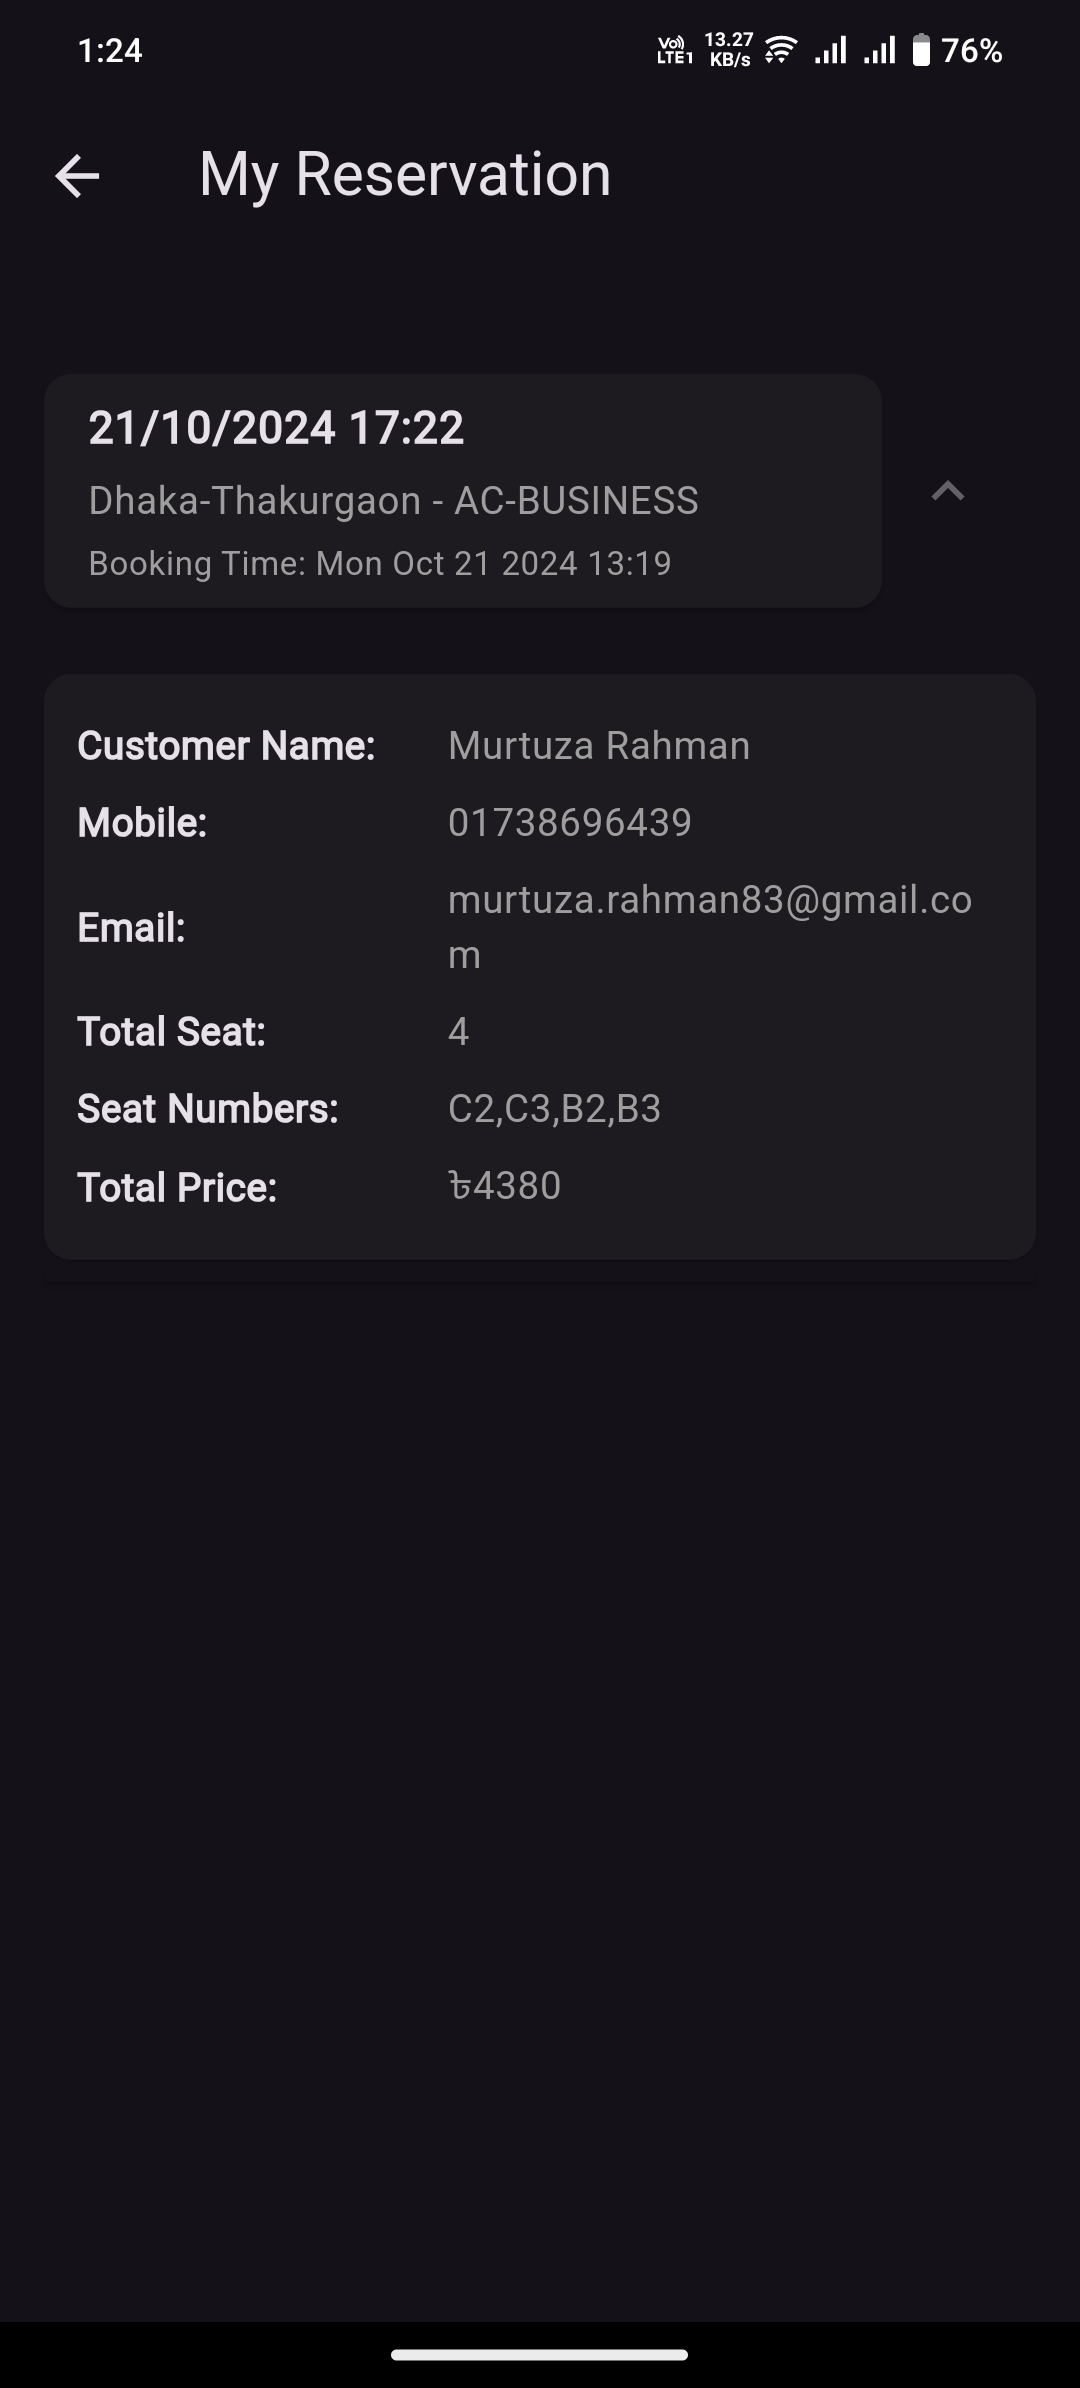 1:24
Vo) LTE1 13.27 KB/s 76%
My Reservation
21/10/2024 17:22
Dhaka-Thakurgaon - AC-BUSINESS
Booking Time: Mon Oct 21 2024 13:19
Customer Name: Murtuza Rahman
Mobile: 01738696439
Email: murtuza.rahman83@gmail.co
m
Total Seat: 4
Seat Numbers: C2,C3,B2,B3
Total Price: ৳4380